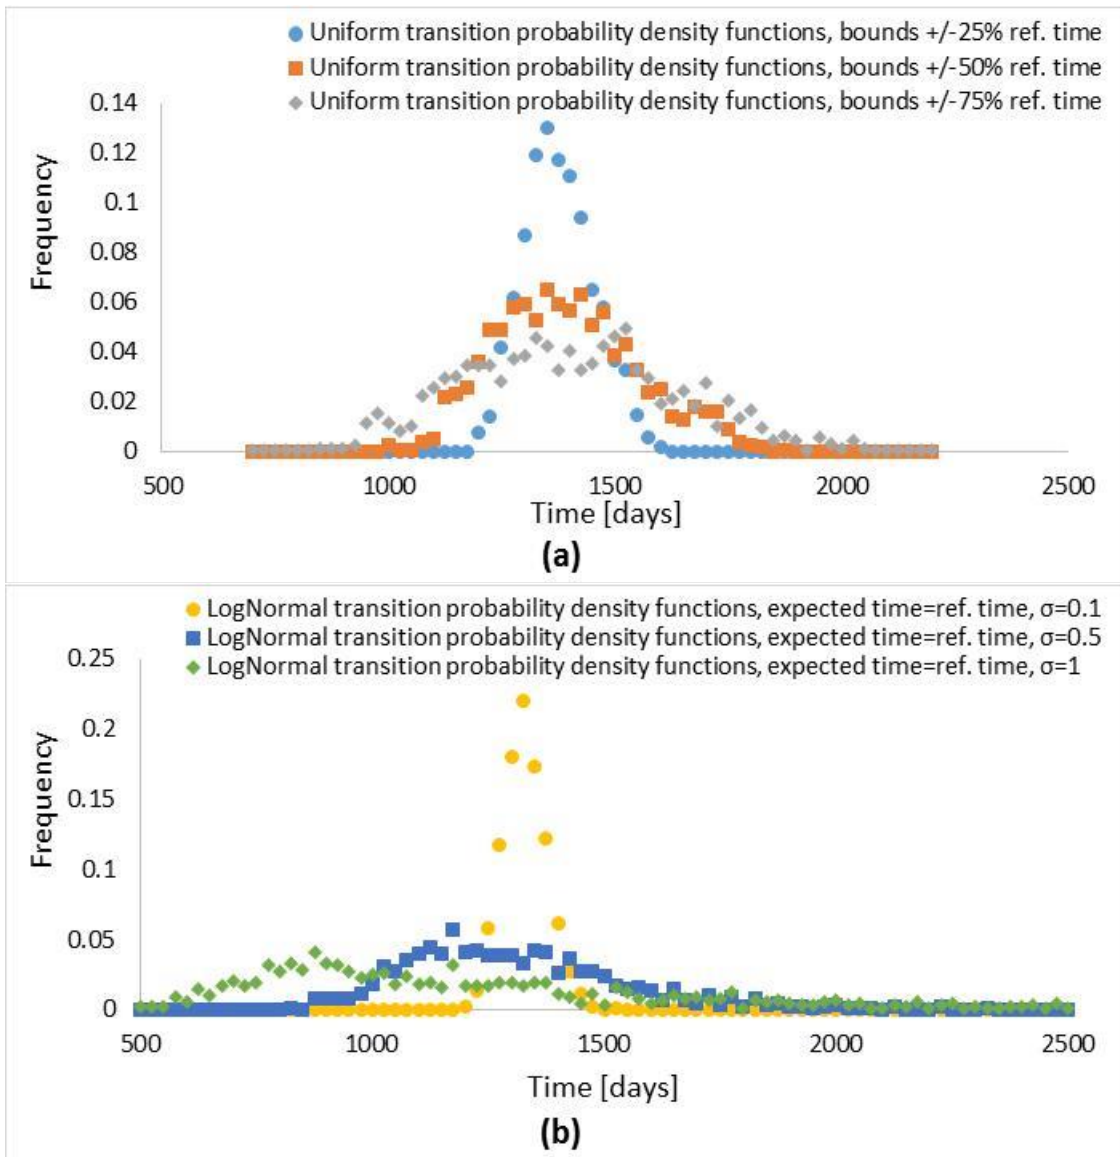 Uniform transition probability density functions, bounds +/-25% ref. time
Uniform transition probability density functions, bounds +/-50% ref. time
Uniform transition probability density functions, bounds +/-75% ref. time
0.14
0.12
0.1
0.08
0.06
0.04
0.02
0
Frequency
500 1000 1500 2000 2500
Time [days]
(a)
LogNormal transition probability density functions, expected time=ref. time, σ=0.1
LogNormal transition probability density functions, expected time=ref. time, σ=0.5
LogNormal transition probability density functions, expected time=ref. time, σ=1
0.25
0.2
0.15
0.1
0.05
0
Frequency
500 1000 1500 2000 2500
Time [days]
(b)